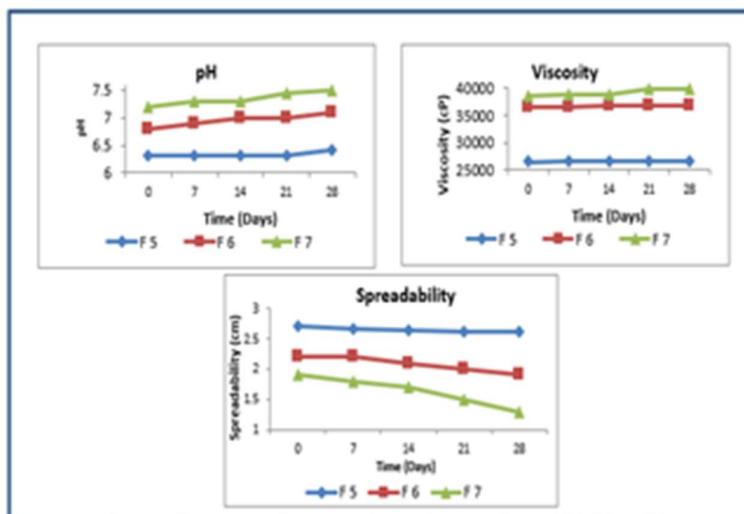 pH
7.5
7
6.5
6
pH
0 7 14 21 28
Time (Days)
F 5 F 6 F 7
Viscosity
40000
35000
30000
25000
Viscosity (cP)
0 7 14 21 28
Time (Days)
F 5 F 6 F 7
Spreadability
3
2.5
2
1.5
1
Spreadability (cm)
0 7 14 21 28
Time (Days)
F 5 F 6 F 7